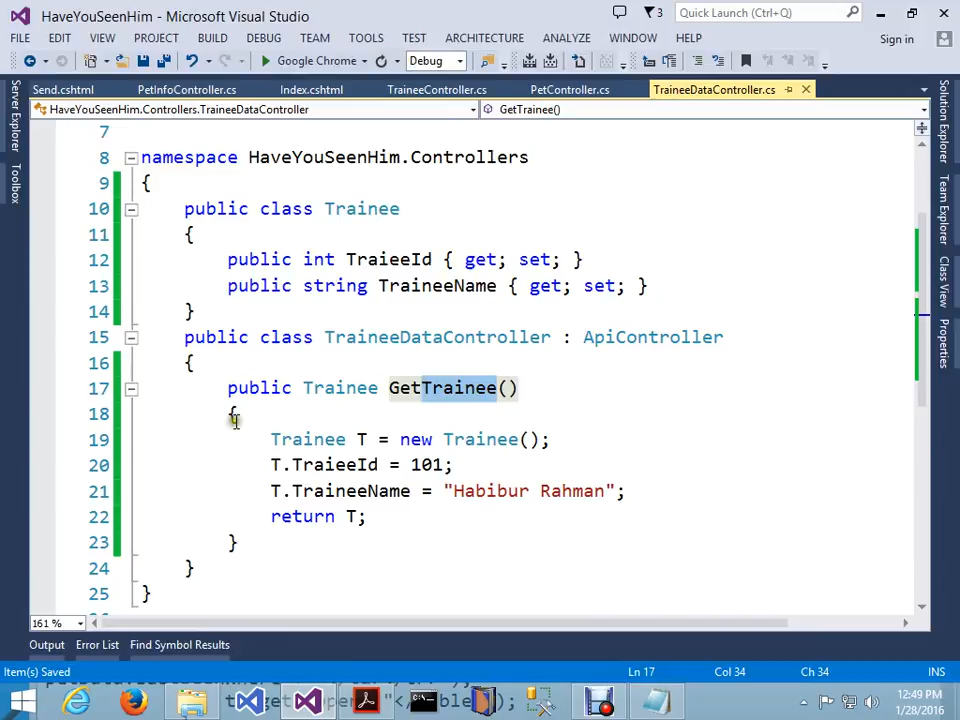 HaveYouSeenHim - Microsoft Visual Studio
3
Quick Launch (Ctrl+Q)
FILE EDIT VIEW PROJECT BUILD DEBUG TEAM TOOLS TEST ARCHITECTURE ANALYZE WINDOW HELP
Sign in
Google Chrome Debug
Send.cshtml PetInfoController.cs Index.cshtml TraineeController.cs PetController.cs TraineeDataController.cs
HaveYouSeenHim.Controllers.TraineeDataController GetTrainee()
Server Explorer
Toolbox
Solution Explorer
Team Explorer
Class View
Properties
7
8 namespace HaveYouSeenHim.Controllers
9 {
10 public class Trainee
11 {
12 public int TraieeId { get; set; }
13 public string TraineeName { get; set; }
14 }
15 public class TraineeDataController : ApiController
16 {
17 public Trainee GetTrainee()
18 {
19 Trainee T = new Trainee();
20 T.TraieeId = 101;
21 T.TraineeName = "Habibur Rahman";
22 return T;
23 }
24 }
25 }
161 %
Output Error List Find Symbol Results
Item(s) Saved Ln 17 Col 34 Ch 34 INS
12:49 PM
1/28/2016